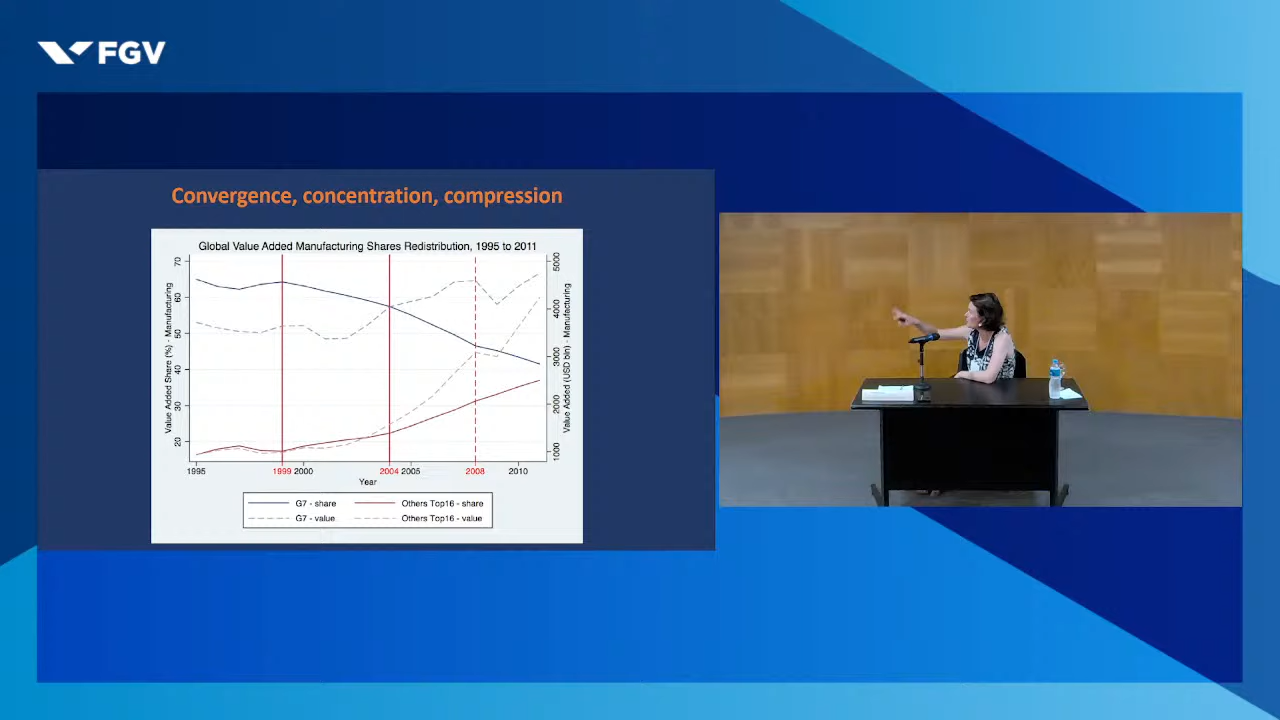 FGV
Convergence, concentration, compression
Global Value Added Manufacturing Shares Redistribution, 1995 to 2011
Value Added Share (%) - Manufacturing
70
60
50
40
30
20
5000
4000
3000
2000
1000
Value Added (USD bln) - Manufacturing
1995 1999 2000 2004 2005 2008 2010
Year
G7 - share Others Top16 - share
G7 - value Others Top16 - value